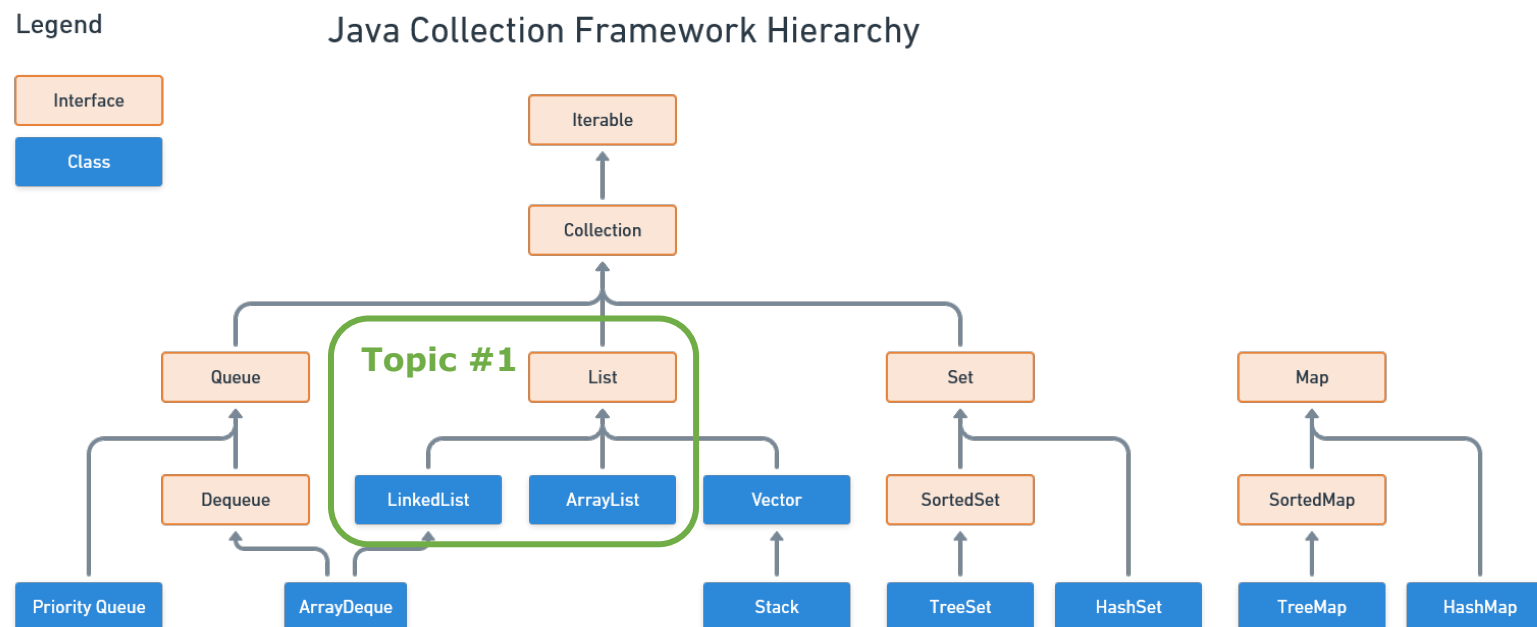 Legend
Java Collection Framework Hierarchy
Interface
Class
Iterable
Collection
Topic #1
Queue
List
Set
Map
Dequeue
LinkedList
ArrayList
Vector
SortedSet
SortedMap
Priority Queue
ArrayDeque
Stack
TreeSet
HashSet
TreeMap
HashMap